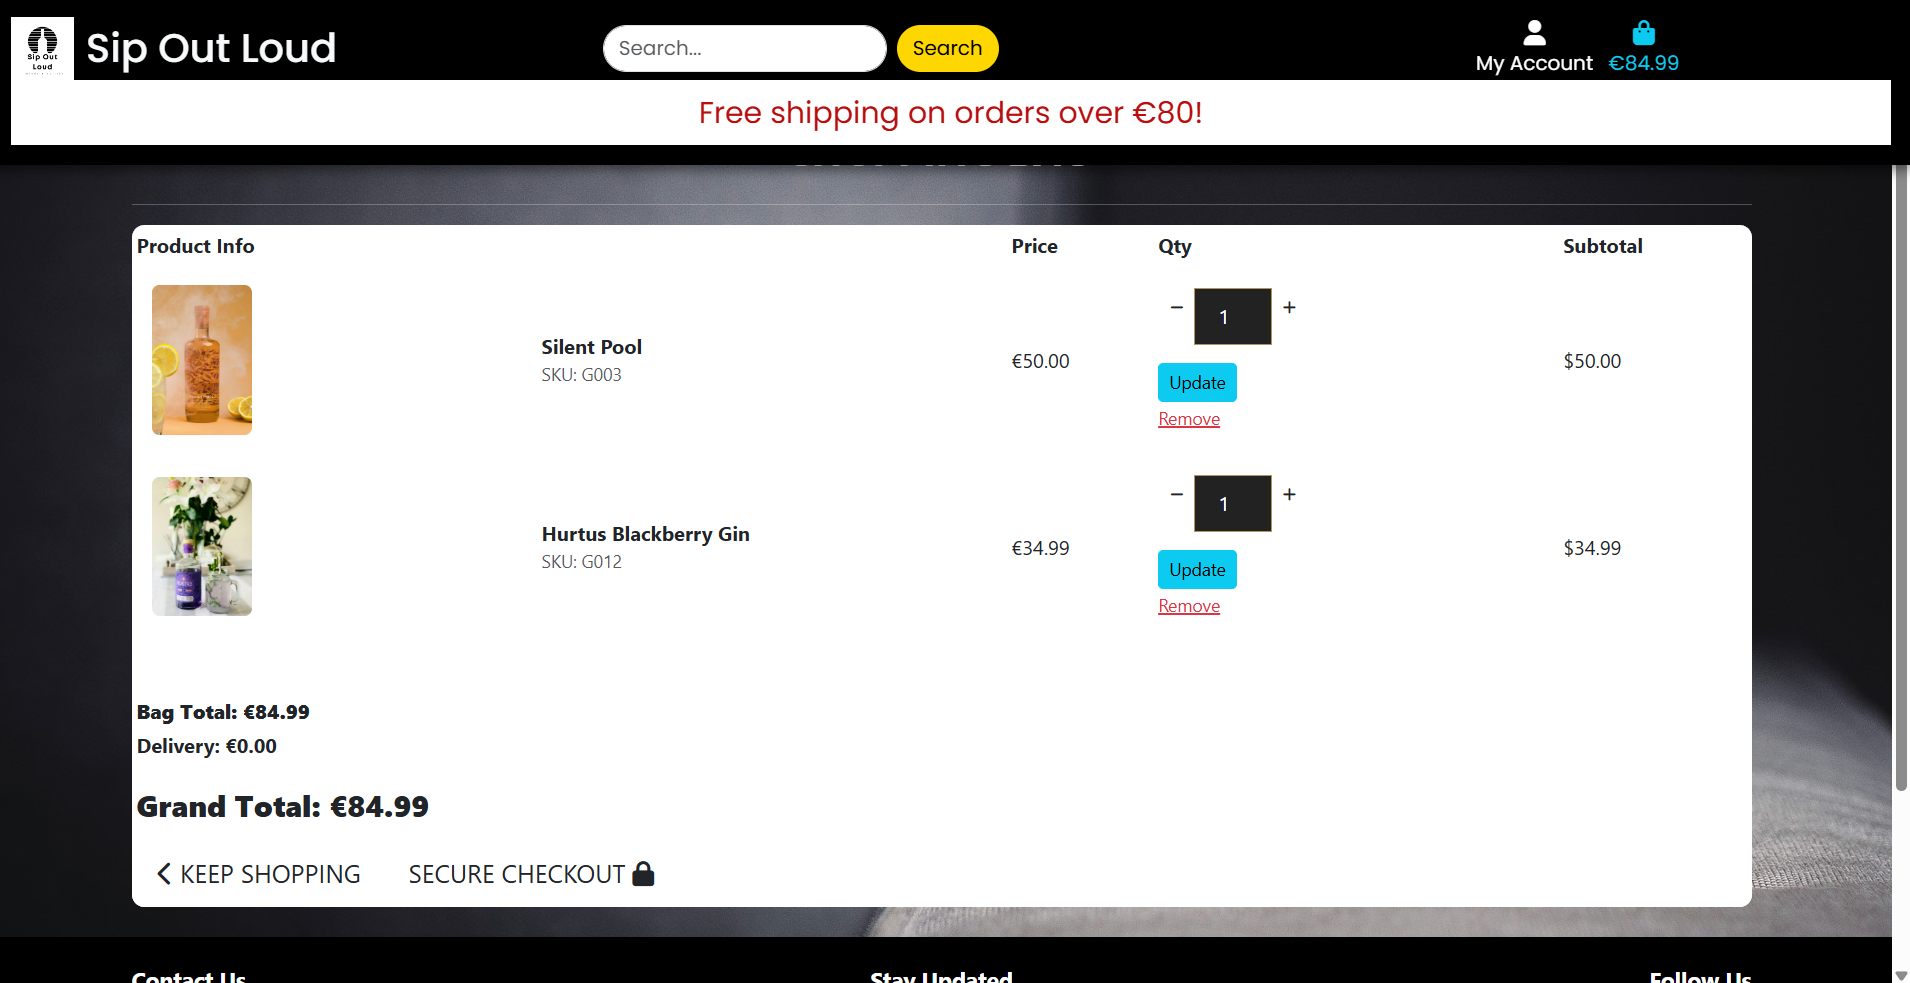 Sip Out Loud
Sip Out Loud
Search...
Search
My Account
€84.99
Free shipping on orders over €80!
Product Info Price Qty Subtotal
Silent Pool
SKU: G003
€50.00
− 1 +
Update
Remove
$50.00
Hurtus Blackberry Gin
SKU: G012
€34.99
− 1 +
Update
Remove
$34.99
Bag Total: €84.99
Delivery: €0.00
Grand Total: €84.99
KEEP SHOPPING SECURE CHECKOUT
Contact Us Stay Updated Follow Us